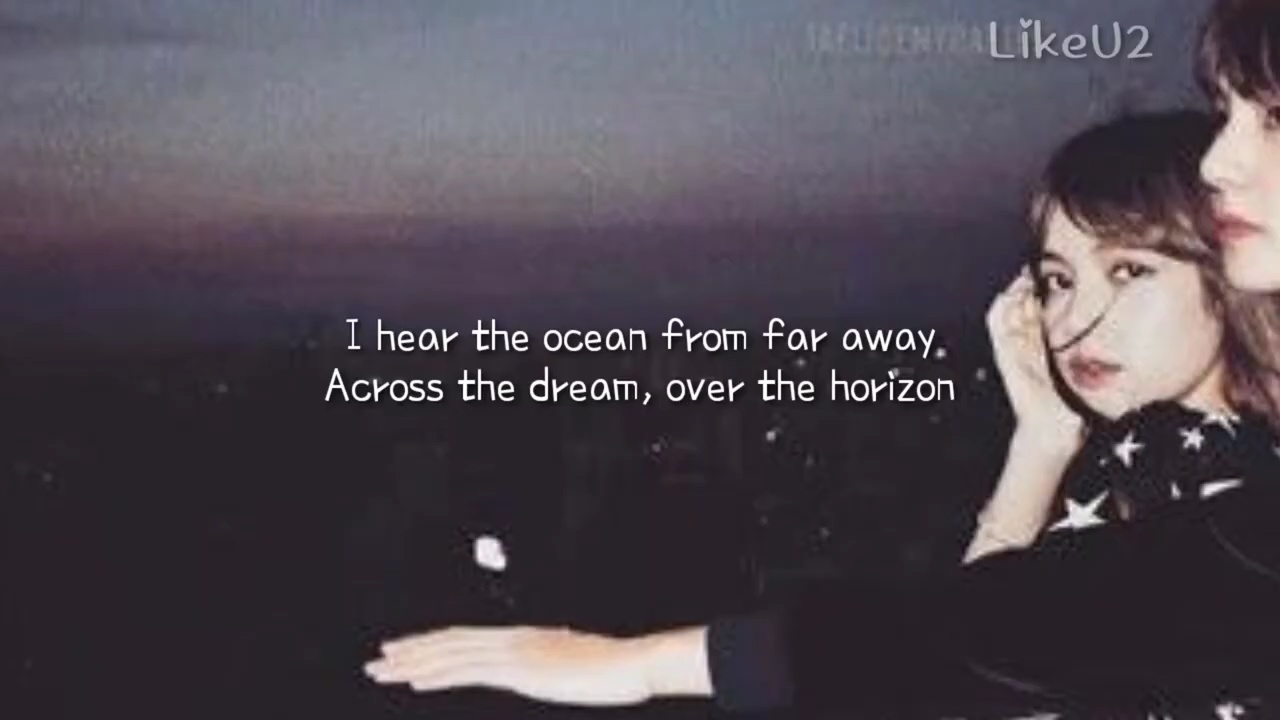 LikeU2
I hear the ocean from far away
Across the dream, over the horizon